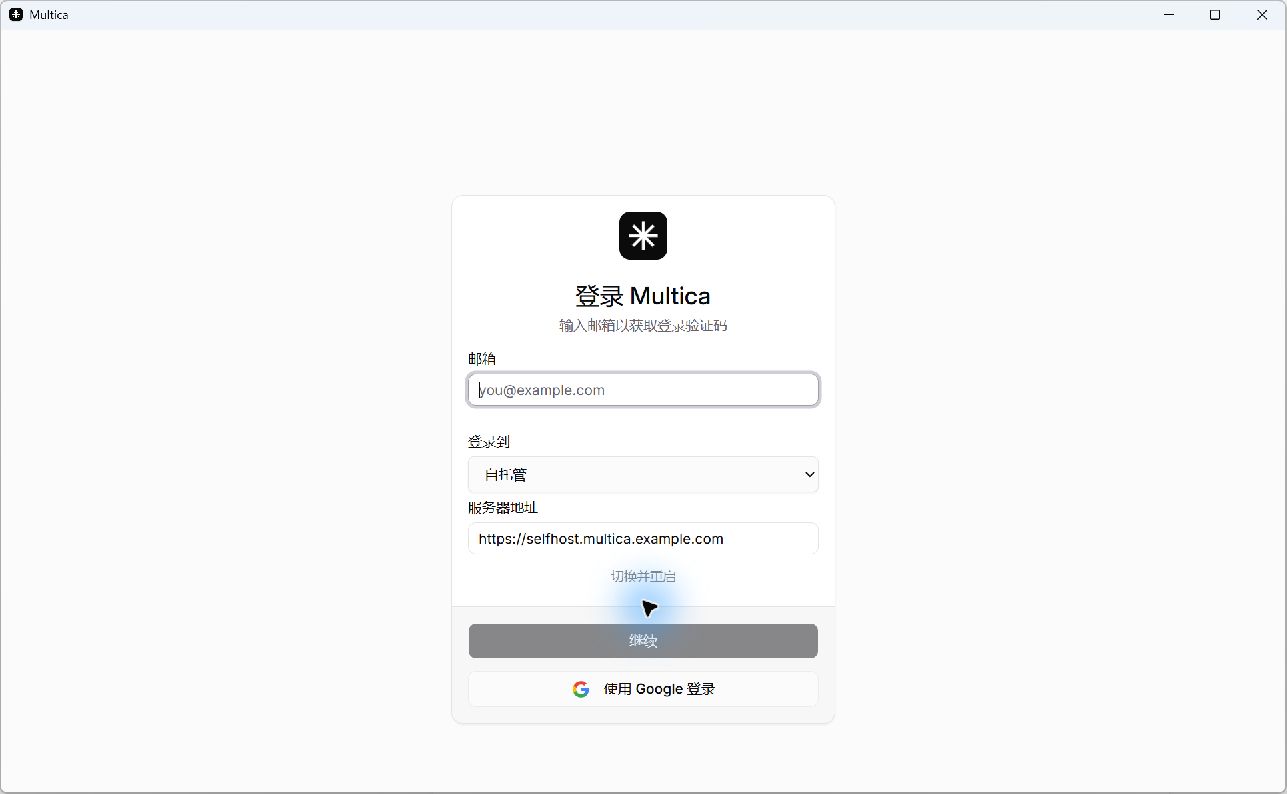 Multica
登录 Multica
输入邮箱以获取登录验证码
邮箱
you@example.com
登录到
自托管
服务器地址
https://selfhost.multica.example.com
切换并重启
继续
使用 Google 登录